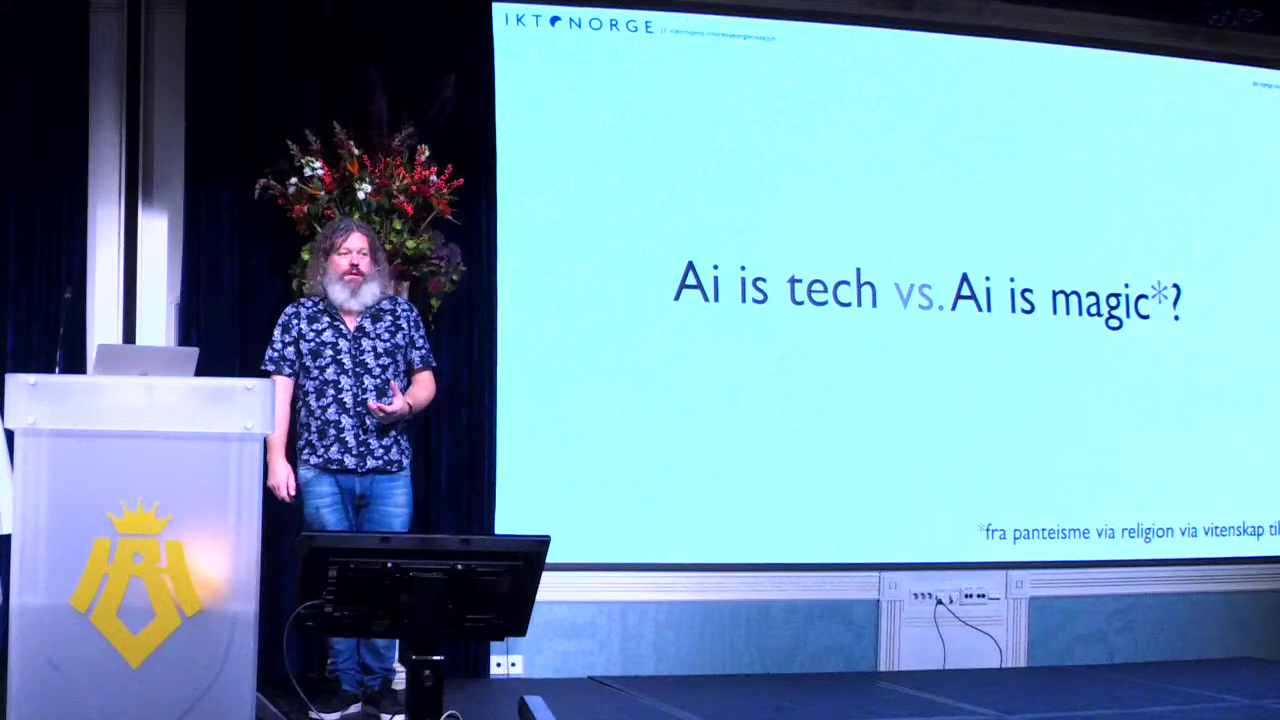 IKT NORGE
Ai is tech vs. Ai is magic*?
*fra panteisme via religion via vitenskap til